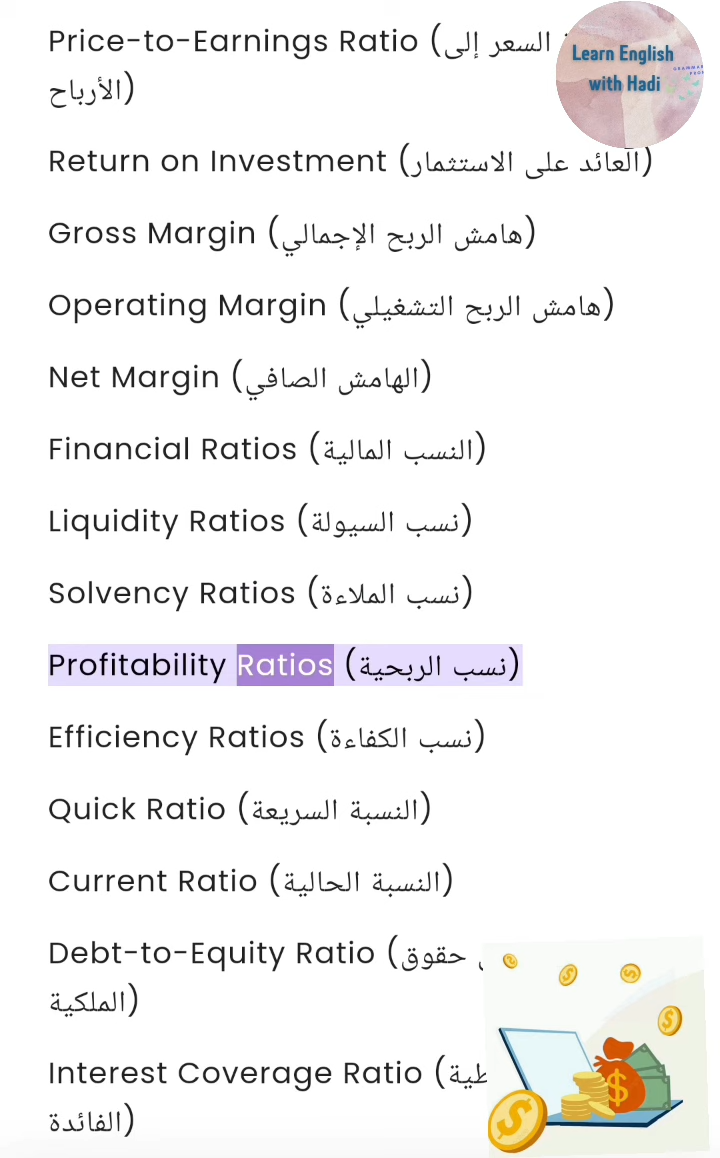 Price-to-Earnings Ratio (السعر إلى
الأرباح)
Learn English
with Hadi
Return on Investment (العائد على الاستثمار)
Gross Margin (هامش الربح الإجمالي)
Operating Margin (هامش الربح التشغيلي)
Net Margin (الهامش الصافي)
Financial Ratios (النسب المالية)
Liquidity Ratios (نسب السيولة)
Solvency Ratios (نسب الملاءة)
Profitability Ratios (نسب الربحية)
Efficiency Ratios (نسب الكفاءة)
Quick Ratio (النسبة السريعة)
Current Ratio (النسبة الحالية)
Debt-to-Equity Ratio (حقوق
الملكية)
Interest Coverage Ratio (
الفائدة)